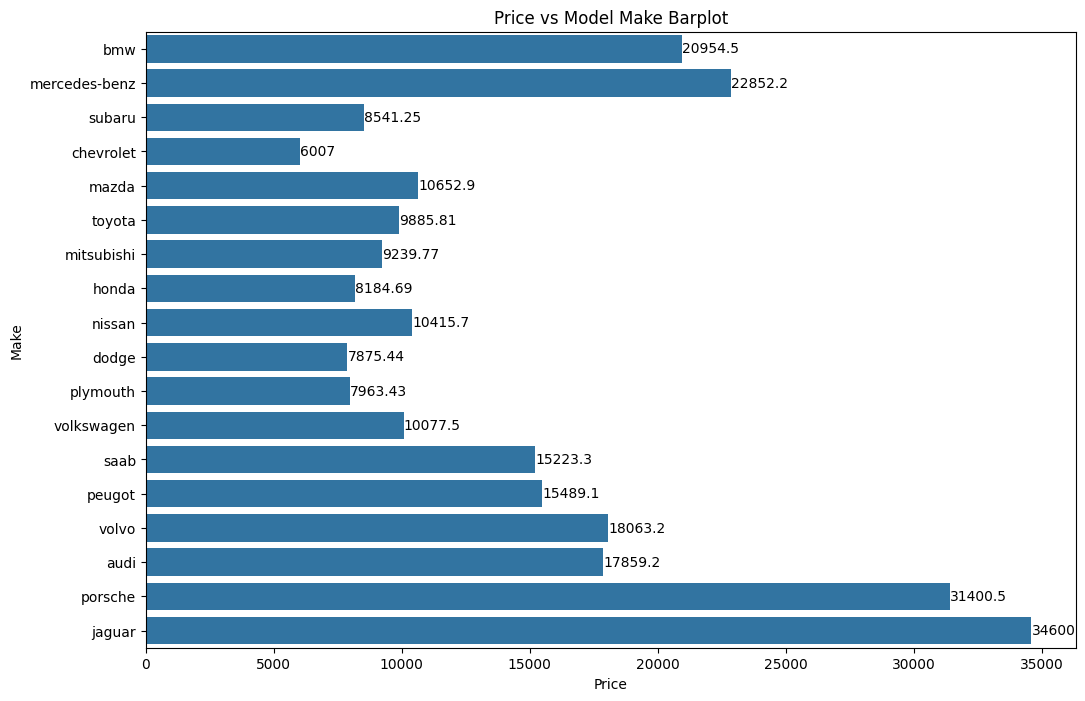 Price vs Model Make Barplot
bmw 20954.5
mercedes-benz 22852.2
subaru 8541.25
chevrolet 6007
mazda 10652.9
toyota 9885.81
mitsubishi 9239.77
honda 8184.69
nissan 10415.7
Make
dodge 7875.44
plymouth 7963.43
volkswagen 10077.5
saab 15223.3
peugot 15489.1
volvo 18063.2
audi 17859.2
porsche 31400.5
jaguar 34600
0 5000 10000 15000 20000 25000 30000 35000
Price